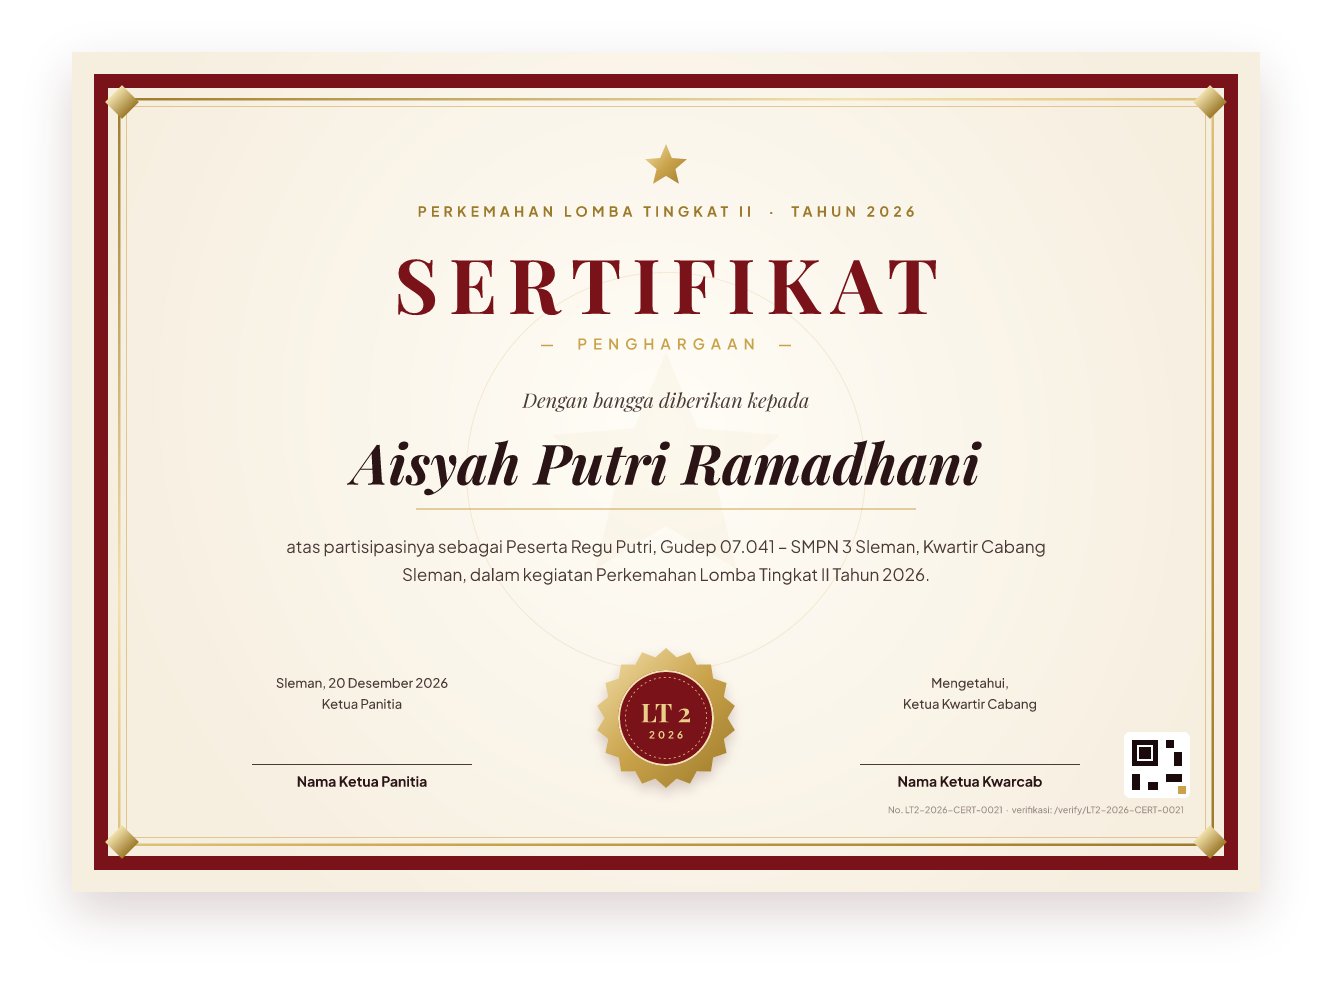 PERKEMAHAN LOMBA TINGKAT II · TAHUN 2026
SERTIFIKAT
— PENGHARGAAN —
Dengan bangga diberikan kepada
Aisyah Putri Ramadhani
atas partisipasinya sebagai Peserta Regu Putri, Gudep 07.041 – SMPN 3 Sleman, Kwartir Cabang
Sleman, dalam kegiatan Perkemahan Lomba Tingkat II Tahun 2026.
Sleman, 20 Desember 2026
Ketua Panitia
Nama Ketua Panitia
LT 2
2026
Mengetahui,
Ketua Kwartir Cabang
Nama Ketua Kwarcab
No. LT2-2026-CERT-0021 · verifikasi: /verify/LT2-2026-CERT-0021